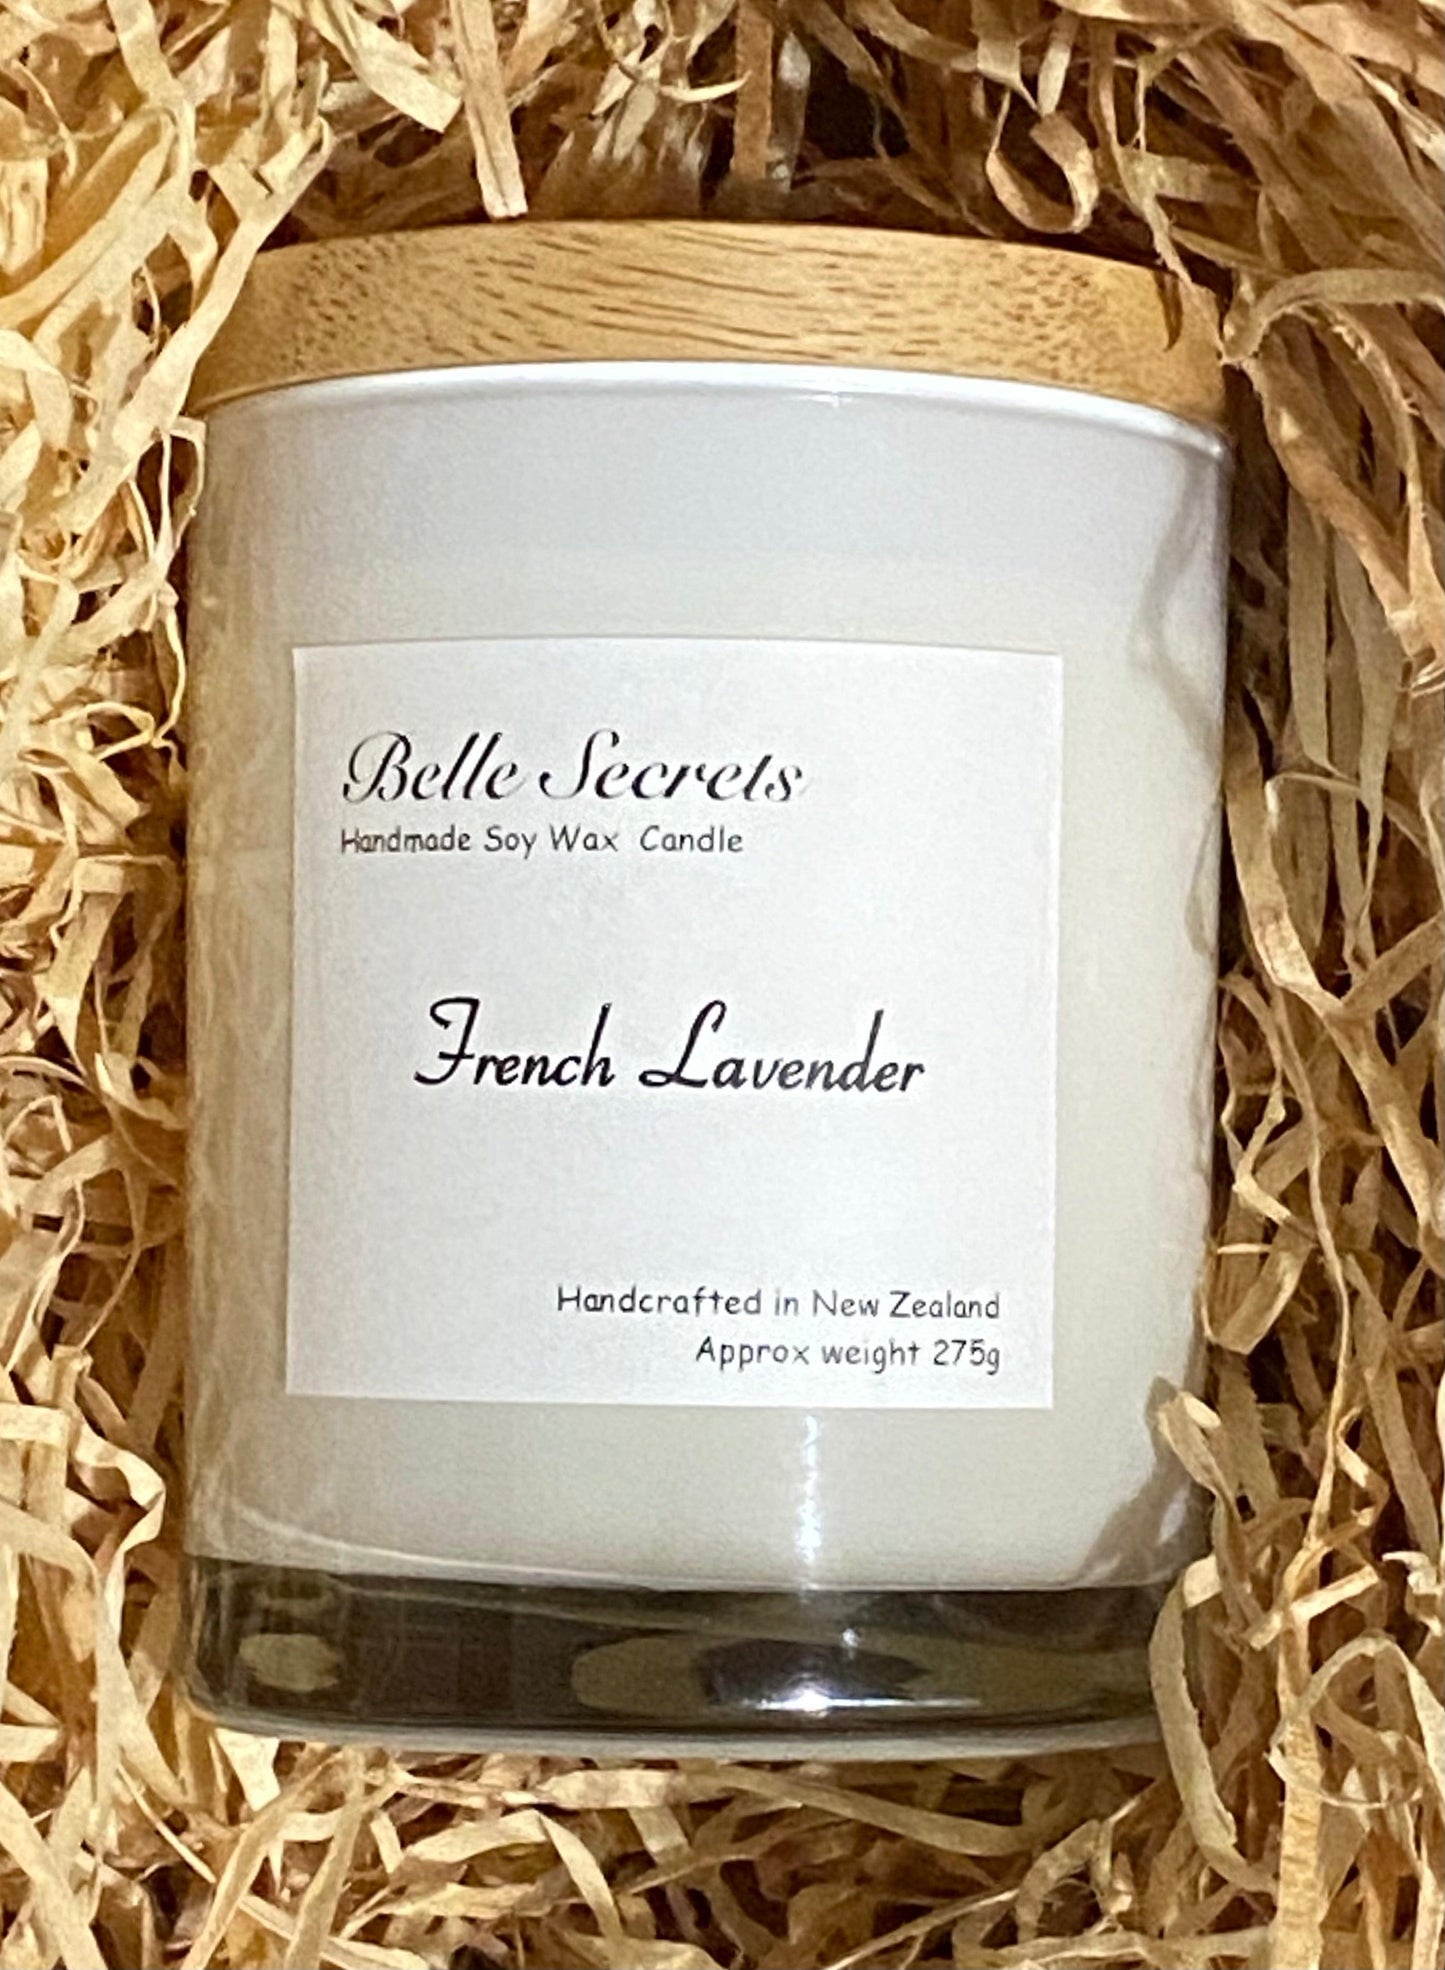 Belle Secrets
Handmade Soy Wax Candle
French Lavender
Handcrafted in New Zealand
Approx weight 275g